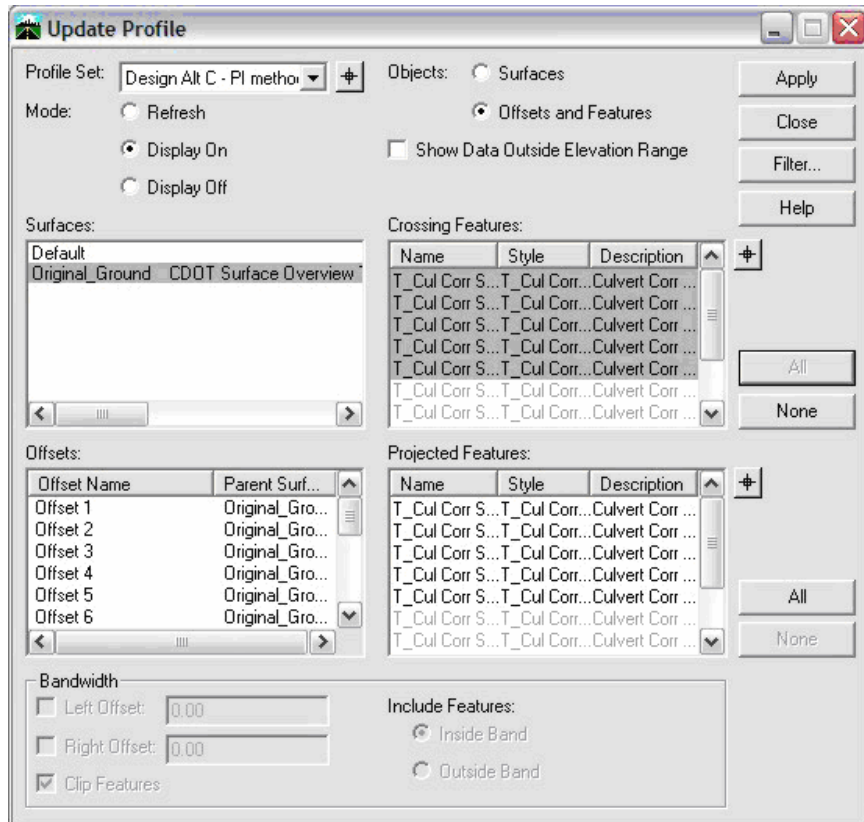 Update Profile
Profile Set: Design Alt C - PI metho
Objects: Surfaces
Offsets and Features
Mode: Refresh
Display On
Display Off
Show Data Outside Elevation Range
Apply
Close
Filter...
Help
Surfaces:
Default
Original_Ground CDOT Surface Overview
Crossing Features:
Name Style Description
T_Cul Corr S...T_Cul Corr...Culvert Corr ...
T_Cul Corr S...T_Cul Corr...Culvert Corr ...
T_Cul Corr S...T_Cul Corr...Culvert Corr ...
T_Cul Corr S...T_Cul Corr...Culvert Corr ...
T_Cul Corr S...T_Cul Corr...Culvert Corr ...
T_Cul Corr S...T_Cul Corr...Culvert Corr ...
T_Cul Corr S...T_Cul Corr...Culvert Corr ...
All
None
Offsets:
Offset Name Parent Surf...
Offset 1 Original_Gro...
Offset 2 Original_Gro...
Offset 3 Original_Gro...
Offset 4 Original_Gro...
Offset 5 Original_Gro...
Offset 6 Original_Gro...
Projected Features:
Name Style Description
T_Cul Corr S...T_Cul Corr...Culvert Corr ...
T_Cul Corr S...T_Cul Corr...Culvert Corr ...
T_Cul Corr S...T_Cul Corr...Culvert Corr ...
T_Cul Corr S...T_Cul Corr...Culvert Corr ...
T_Cul Corr S...T_Cul Corr...Culvert Corr ...
T_Cul Corr S...T_Cul Corr...Culvert Corr ...
T_Cul Corr S...T_Cul Corr...Culvert Corr ...
All
None
Bandwidth
Left Offset: 0.00
Right Offset: 0.00
Clip Features
Include Features:
Inside Band
Outside Band